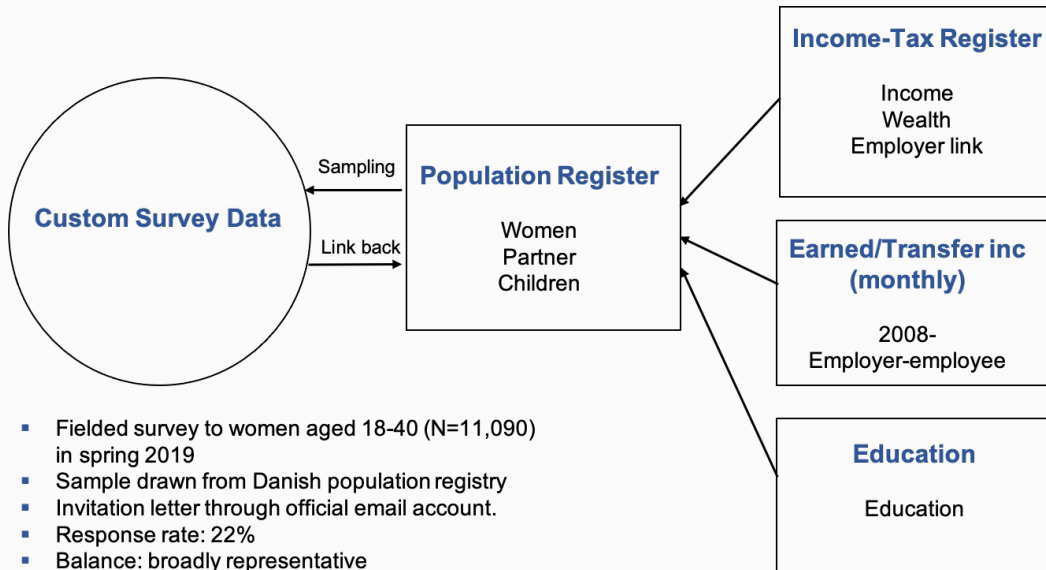 Income-Tax Register
Income
Wealth
Employer link
Sampling
Population Register
Custom Survey Data
Women
Partner
Children
Link back
Earned/Transfer inc
(monthly)
2008-
Employer-employee
▪ Fielded survey to women aged 18-40 (N=11,090)
in spring 2019
▪ Sample drawn from Danish population registry
▪ Invitation letter through official email account.
▪ Response rate: 22%
▪ Balance: broadly representative
Education
Education